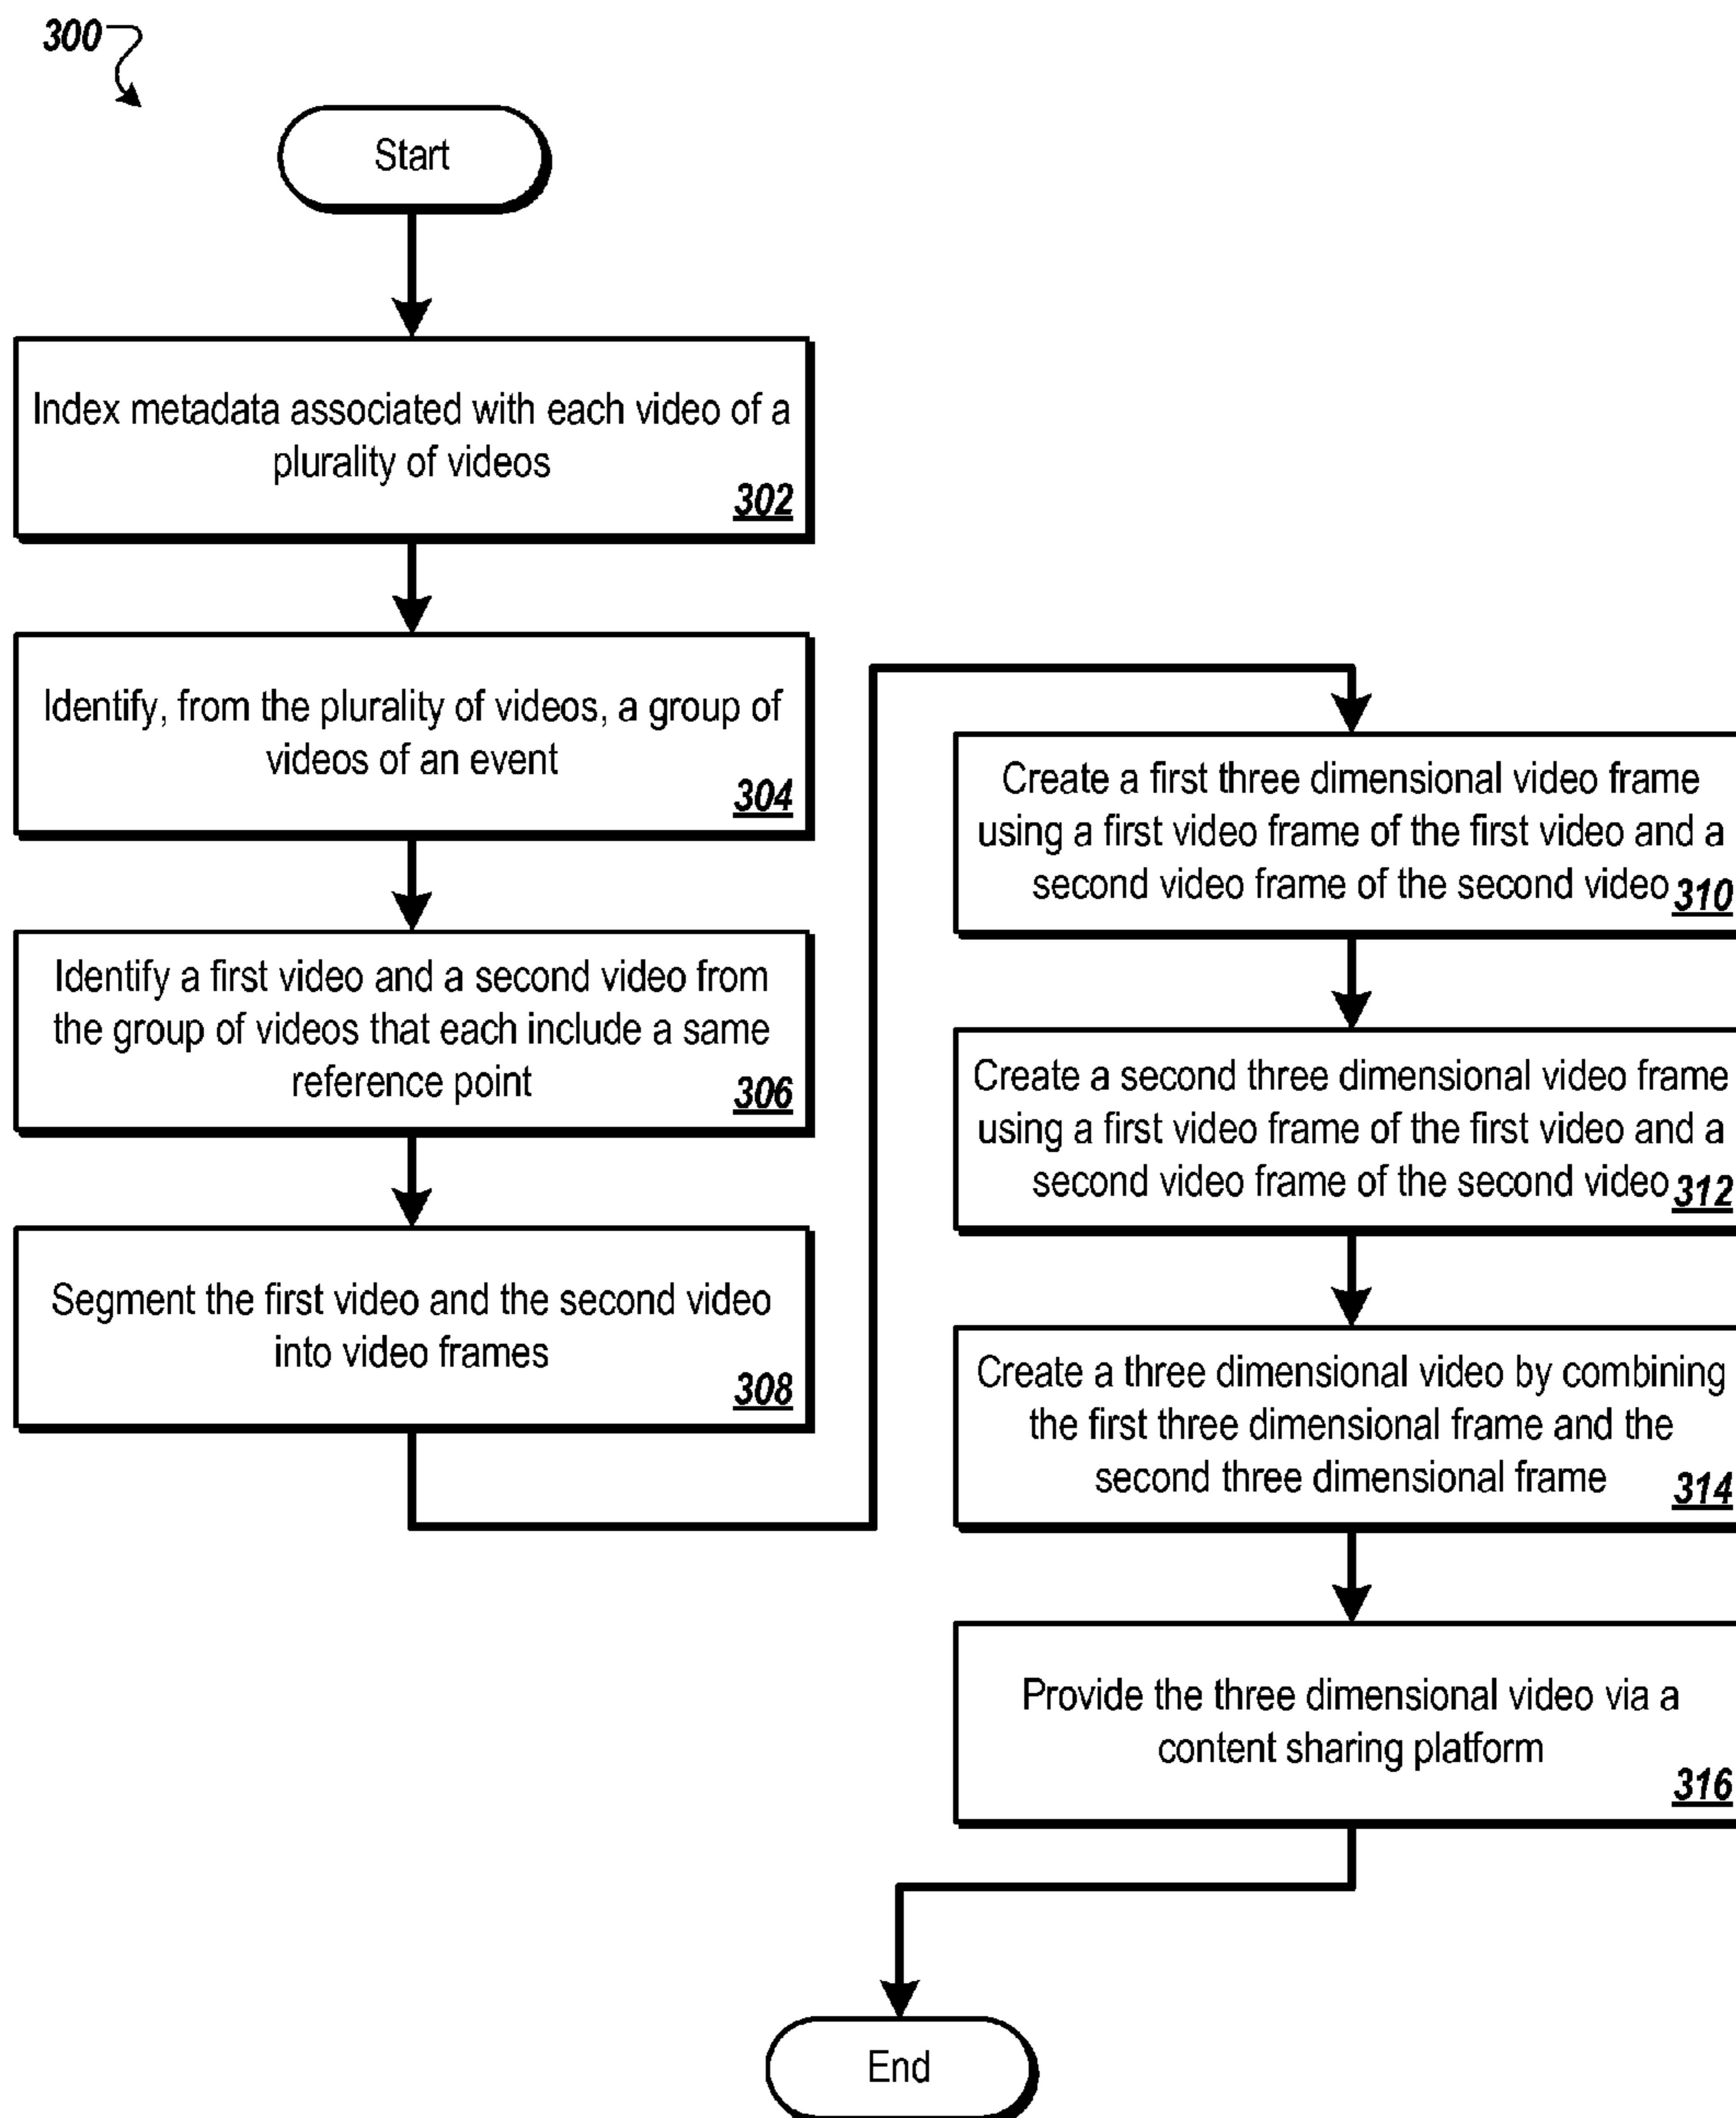 300
Start
Index metadata associated with each video of a
plurality of videos
302
Identify, from the plurality of videos, a group of
videos of an event
304
Identify a first video and a second video from
the group of videos that each include a same
reference point
306
Segment the first video and the second video
into video frames
308
Create a first three dimensional video frame
using a first video frame of the first video and a
second video frame of the second video
310
Create a second three dimensional video frame
using a first video frame of the first video and a
second video frame of the second video
312
Create a three dimensional video by combining
the first three dimensional frame and the
second three dimensional frame
314
Provide the three dimensional video via a
content sharing platform
316
End